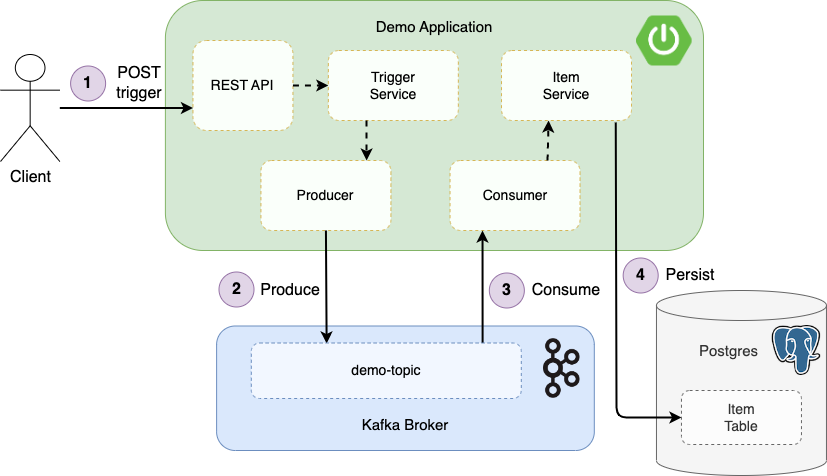 Demo Application
1
POST
trigger
REST API
Trigger
Service
Item
Service
Client
Producer
Consumer
2
Produce
3
Consume
4
Persist
demo-topic
Kafka Broker
Postgres
Item
Table